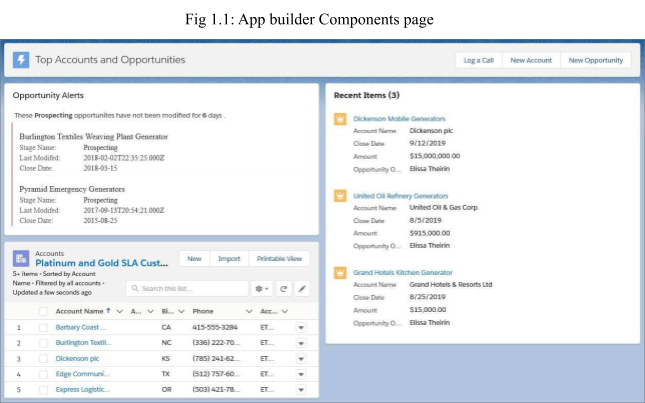 Fig 1.1: App builder Components page
Top Accounts and Opportunities
Log a Call New Account New Opportunity
Opportunity Alerts
These Prospecting opportunites have not been modified for 6 days .
Burlington Textiles Weaving Plant Generator
Stage Name: Prospecting
Last Modifed: 2018-02-02T22:35:25.000Z
Close Date: 2018-03-15
Pyramid Emergency Generators
Stage Name: Prospecting
Last Modifed: 2017-09-13T20:54:21.000Z
Close Date: 2015-08-25
Accounts
Platinum and Gold SLA Cust...
New Import Printable View
5+ items • Sorted by Account
Name • Filtered by all accounts •
Updated a few seconds ago
Search this list...
Account Name ↑ A... Bi... Phone Acc...
1 Barbary Coast ... CA 415-555-3284 ET...
2 Burlington Textil... NC (336) 222-70... ET...
3 Dickenson plc KS (785) 241-62... ET...
4 Edge Communi... TX (512) 757-60... ET...
5 Express Logistic... OR (503) 421-78... ET...
Recent Items (3)
Dickenson Mobile Generators
Account Name Dickenson plc
Close Date 9/12/2019
Amount $15,000,000.00
Opportunity O... Elissa Theirin
United Oil Refinery Generators
Account Name United Oil & Gas Corp.
Close Date 8/5/2019
Amount $915,000.00
Opportunity O... Elissa Theirin
Grand Hotels Kitchen Generator
Account Name Grand Hotels & Resorts Ltd
Close Date 8/25/2019
Amount $15,000.00
Opportunity O... Elissa Theirin